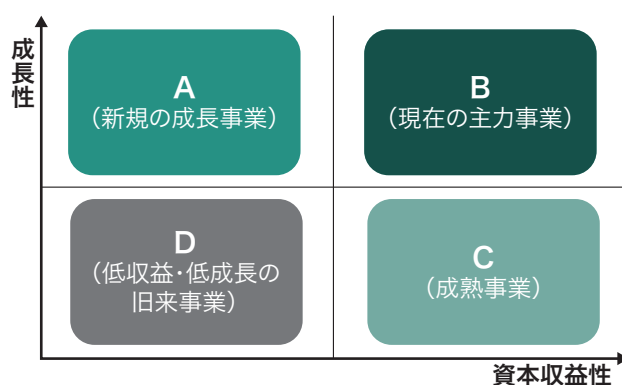 成長性
A
（新規の成長事業）
B
（現在の主力事業）
D
（低収益・低成長の
旧来事業）
C
（成熟事業）
資本収益性